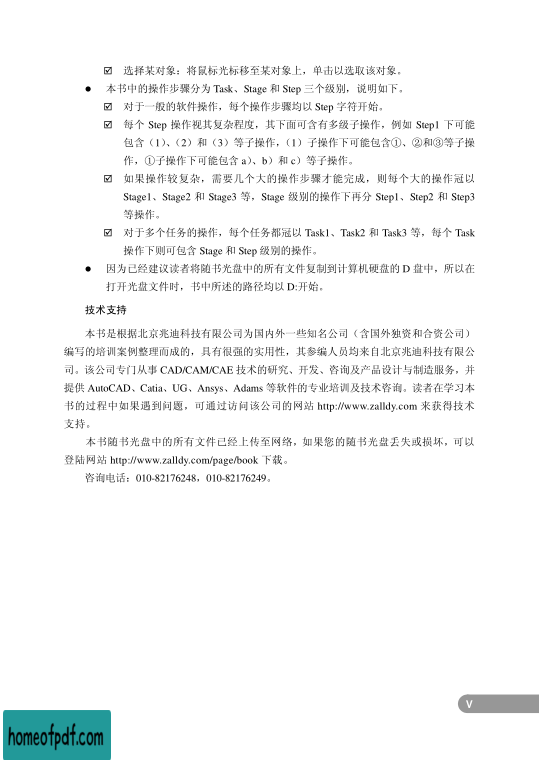 ☑ 选择某对象：将鼠标光标移至某对象上，单击以选取该对象。
● 本书中的操作步骤分为 Task、Stage 和 Step 三个级别，说明如下。
☑ 对于一般的软件操作，每个操作步骤均以 Step 字符开始。
☑ 每个 Step 操作视其复杂程度，其下面可含有多级子操作，例如 Step1 下可能
包含（1）、（2）和（3）等子操作，（1）子操作下可能包含①、②和③等子操
作，①子操作下可能包含 a）、b）和 c）等子操作。
☑ 如果操作较复杂，需要几个大的操作步骤才能完成，则每个大的操作冠以
Stage1、Stage2 和 Stage3 等，Stage 级别的操作下再分 Step1、Step2 和 Step3
等操作。
☑ 对于多个任务的操作，每个任务都冠以 Task1、Task2 和 Task3 等，每个 Task
操作下则可包含 Stage 和 Step 级别的操作。
● 因为已经建议读者将随书光盘中的所有文件复制到计算机硬盘的 D 盘中，所以在
打开光盘文件时，书中所述的路径均以 D:开始。
技术支持
本书是根据北京兆迪科技有限公司为国内外一些知名公司（含国外独资和合资公司）
编写的培训案例整理而成的，具有很强的实用性，其参编人员均来自北京兆迪科技有限公
司。该公司专门从事 CAD/CAM/CAE 技术的研究、开发、咨询及产品设计与制造服务，并
提供 AutoCAD、Catia、UG、Ansys、Adams 等软件的专业培训及技术咨询。读者在学习本
书的过程中如果遇到问题，可通过访问该公司的网站 http://www.zalldy.com 来获得技术
支持。
本书随书光盘中的所有文件已经上传至网络，如果您的随书光盘丢失或损坏，可以
登陆网站 http://www.zalldy.com/page/book 下载。
咨询电话：010-82176248，010-82176249。
V
homeofpdf.com